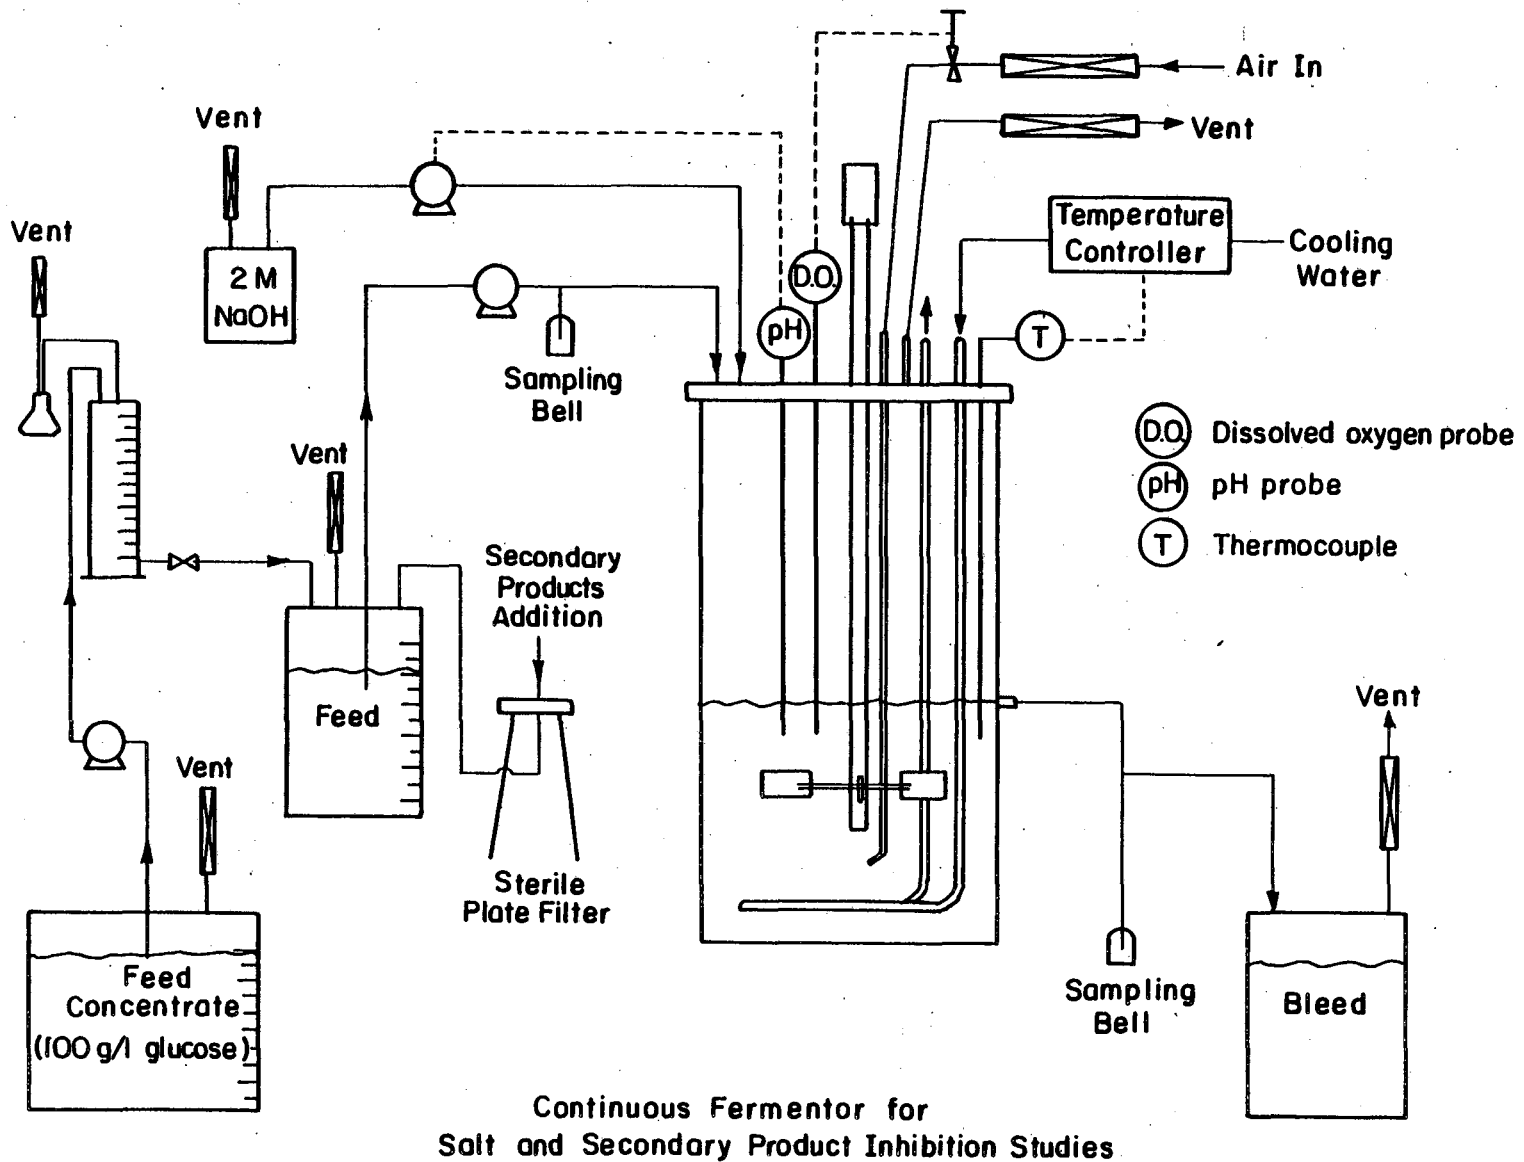 Air In
Vent
Vent
Temperature
Controller
Cooling
Water
Vent
2 M
NaOH
D.O.
pH
T
Sampling
Bell
D.O. Dissolved oxygen probe
pH pH probe
T Thermocouple
Vent
Secondary
Products
Addition
Feed
Vent
Vent
Sterile
Plate Filter
Feed
Concentrate
(100 g/l glucose)
Sampling
Bell
Bleed
Continuous Fermentor for
Salt and Secondary Product Inhibition Studies